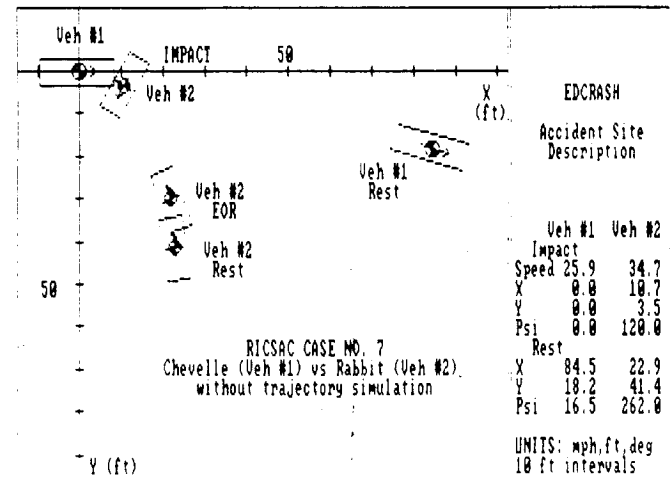 Veh #1
IMPACT
50
Veh #2
X
(ft)
Veh #1
Rest
Veh #2
EOR
Veh #2
Rest
50
RICSAC CASE NO. 7
Chevelle (Veh #1) vs Rabbit (Veh #2)
without trajectory simulation
Y (ft)
EDCRASH
Accident Site
Description
Veh #1 Veh #2
Impact
Speed 25.9 34.7
X 0.0 10.7
Y 0.0 3.5
Psi 0.0 120.0
Rest
X 84.5 22.9
Y 18.2 41.4
Psi 16.5 262.0
UNITS: mph,ft,deg
10 ft intervals